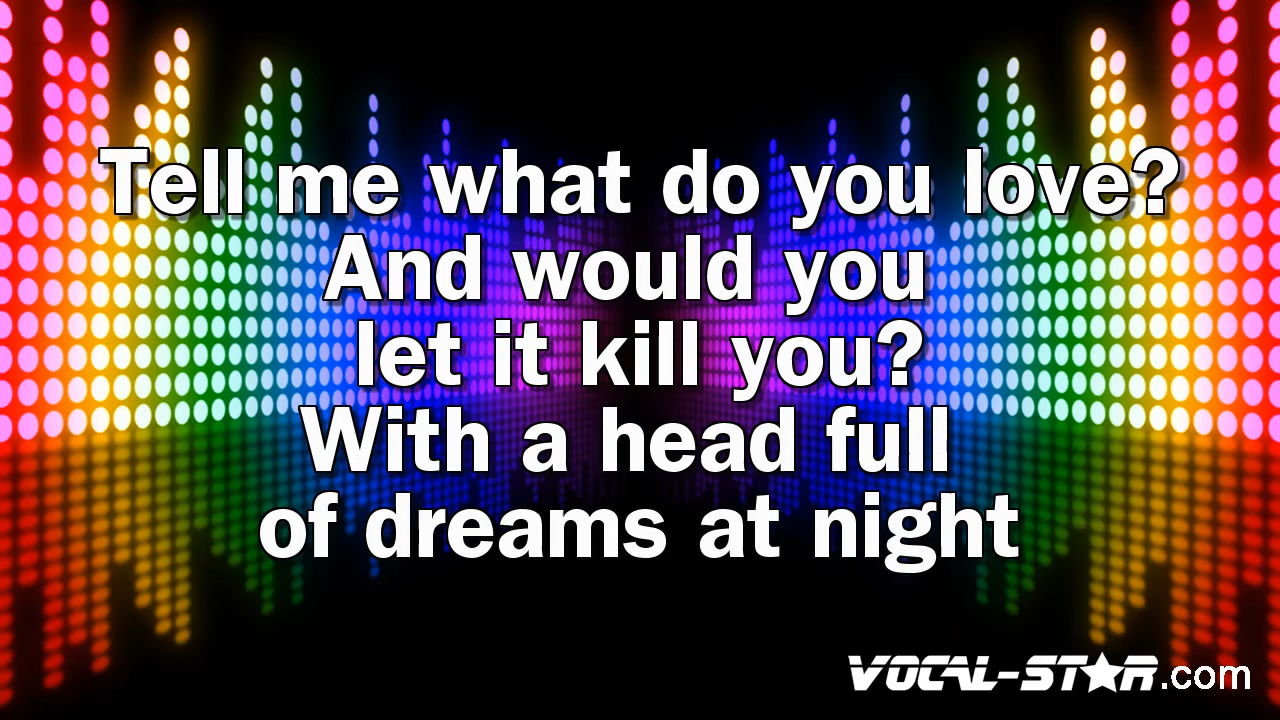 Tell me what do you love?
And would you
let it kill you?
With a head full
of dreams at night
VOCAL-STAR.com